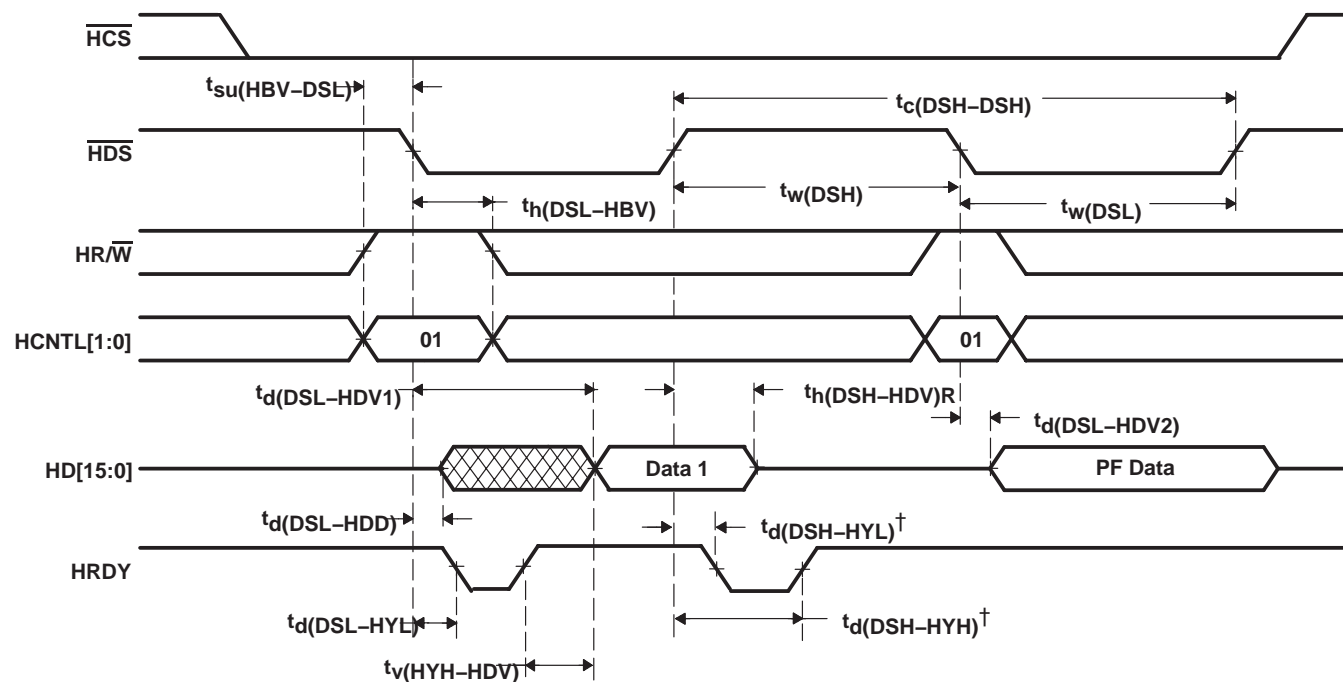 HCS
tsu(HBV–DSL)
tc(DSH–DSH)
HDS
th(DSL–HBV)
tw(DSH)
tw(DSL)
HR/W
HCNTL[1:0]
01
01
td(DSL–HDV1)
th(DSH–HDV)R
td(DSL–HDV2)
HD[15:0]
Data 1
PF Data
td(DSL–HDD)
td(DSH–HYL)†
HRDY
td(DSL–HYL)
td(DSH–HYH)†
tv(HYH–HDV)